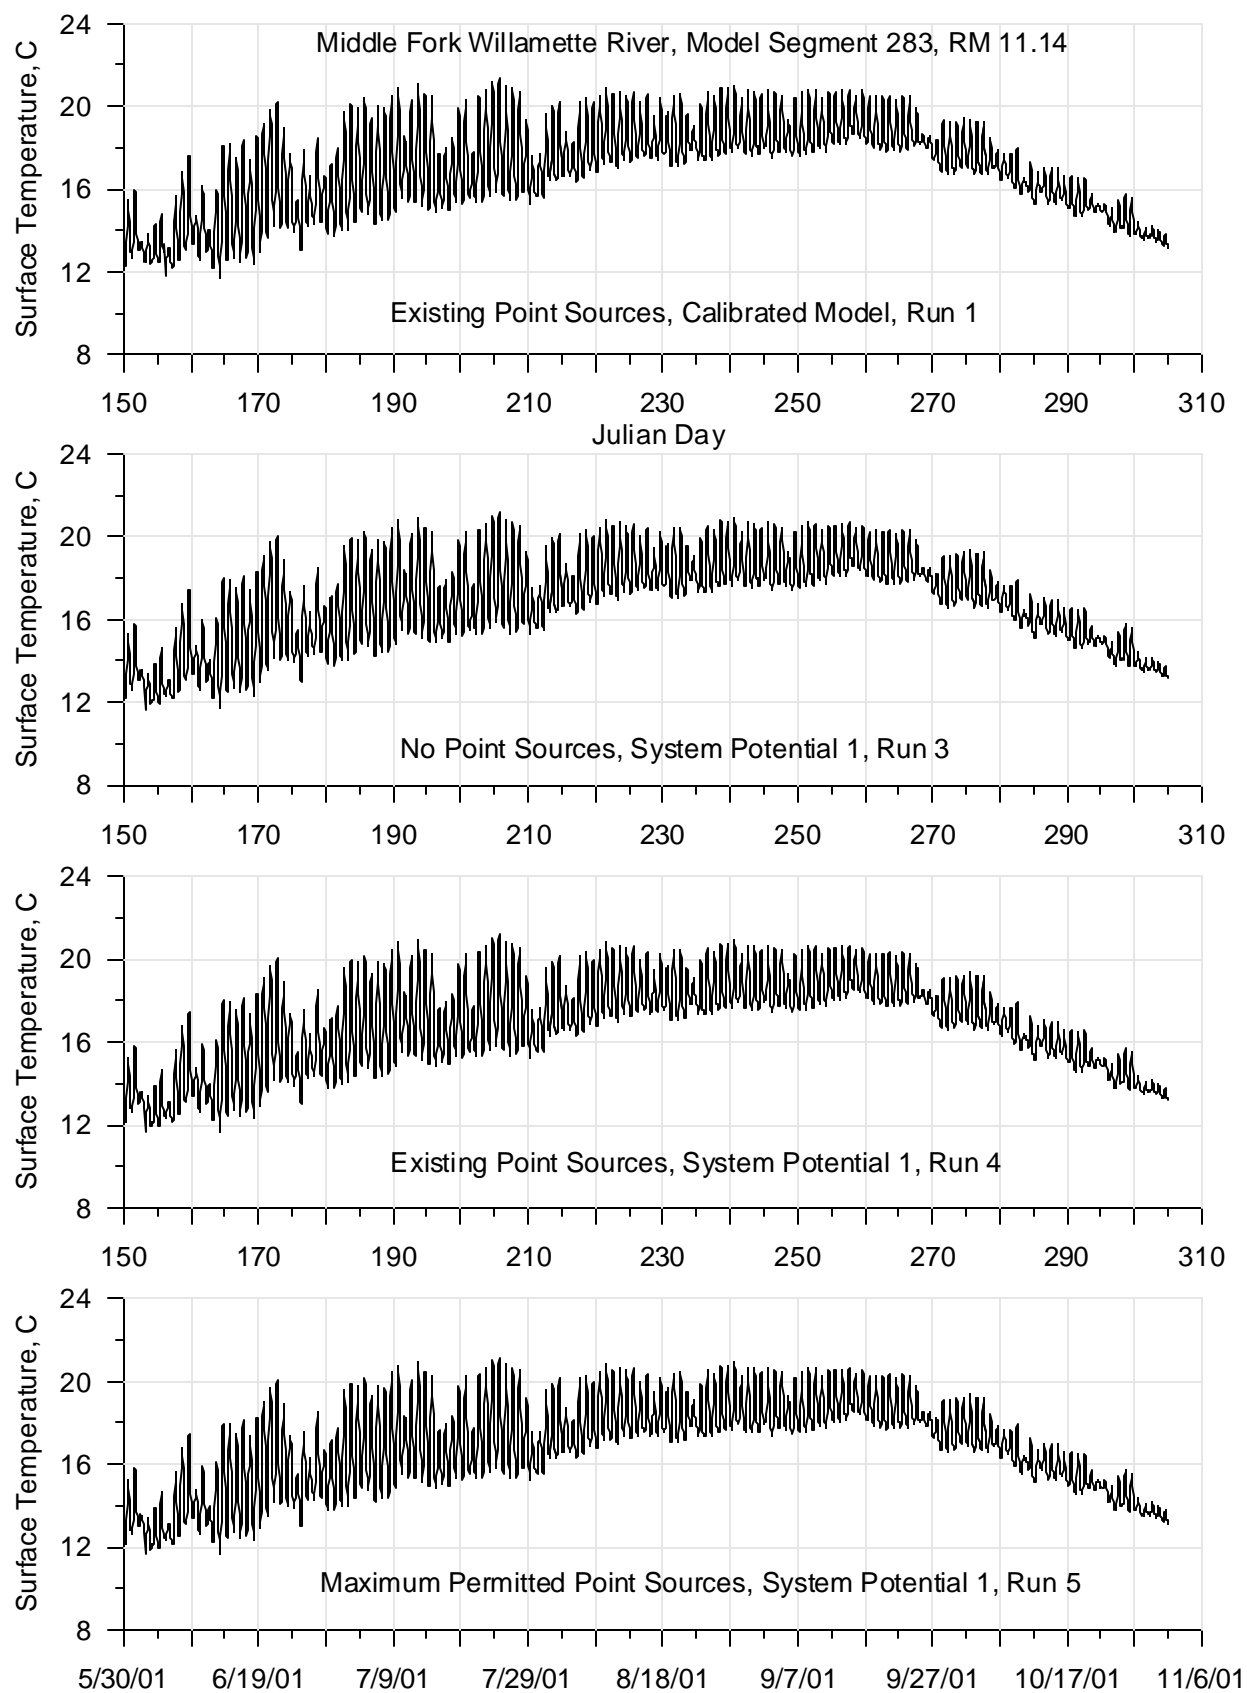 24
Middle Fork Willamette River, Model Segment 283, RM 11.14
20
16
12
8
Surface Temperature, C
Existing Point Sources, Calibrated Model, Run 1
150 170 190 210 230 250 270 290 310
Julian Day
24
20
16
12
8
Surface Temperature, C
No Point Sources, System Potential 1, Run 3
150 170 190 210 230 250 270 290 310
24
20
16
12
8
Surface Temperature, C
Existing Point Sources, System Potential 1, Run 4
150 170 190 210 230 250 270 290 310
24
20
16
12
8
Surface Temperature, C
Maximum Permitted Point Sources, System Potential 1, Run 5
5/30/01 6/19/01 7/9/01 7/29/01 8/18/01 9/7/01 9/27/01 10/17/01 11/6/01